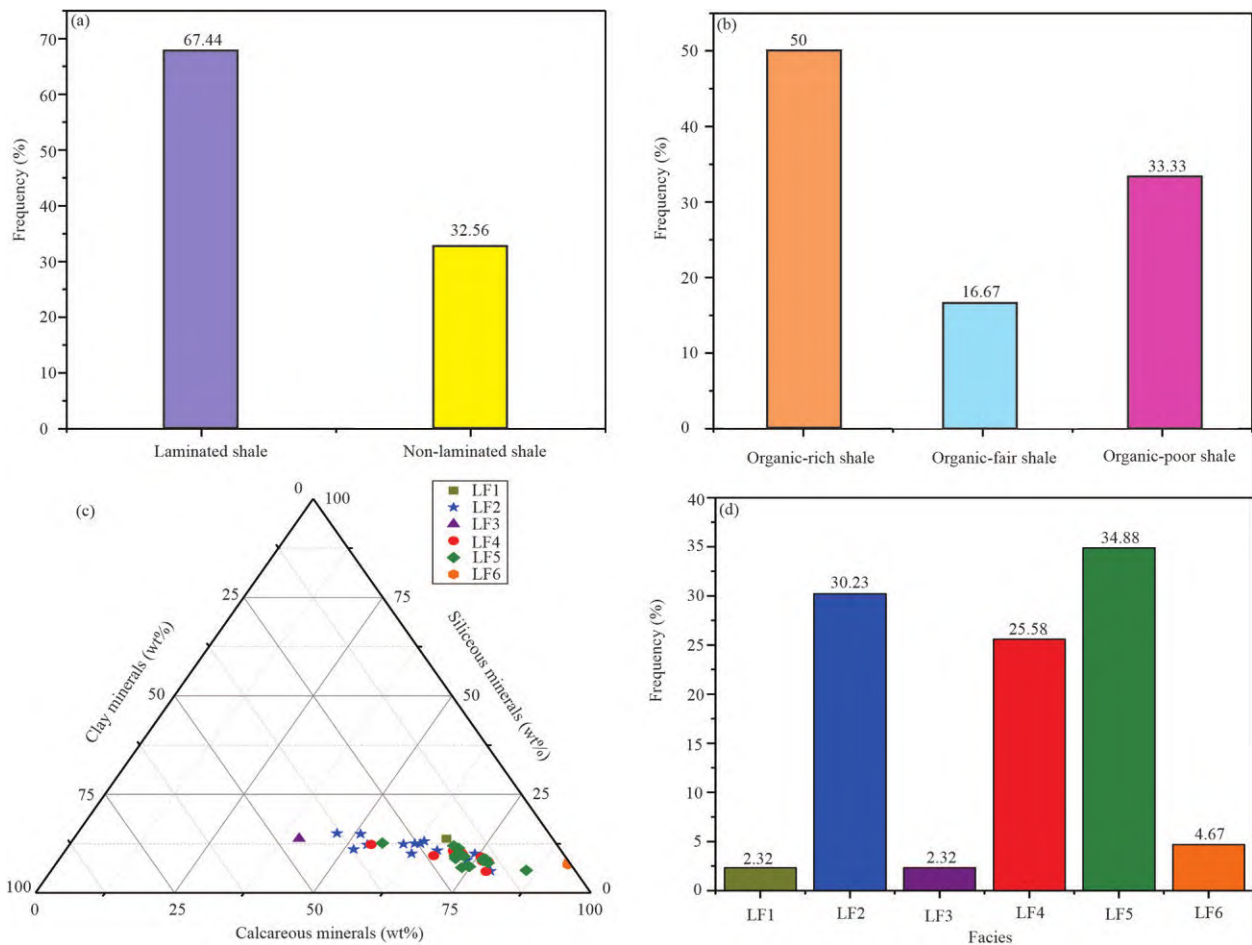 (a)
70
60
50
40
30
20
10
0
Frequency (%)
67.44
32.56
Laminated shale
Non-laminated shale
(b)
50
40
30
20
10
0
Frequency (%)
50
16.67
33.33
Organic-rich shale
Organic-fair shale
Organic-poor shale
(c)
0
100
25
75
50
50
75
25
100
0
0
25
50
75
100
Clay minerals (wt%)
Siliceous minerals (wt%)
Calcareous minerals (wt%)
LF1
LF2
LF3
LF4
LF5
LF6
(d)
40
35
30
25
20
15
10
5
0
Frequency (%)
2.32
30.23
2.32
25.58
34.88
4.67
LF1
LF2
LF3
LF4
LF5
LF6
Facies